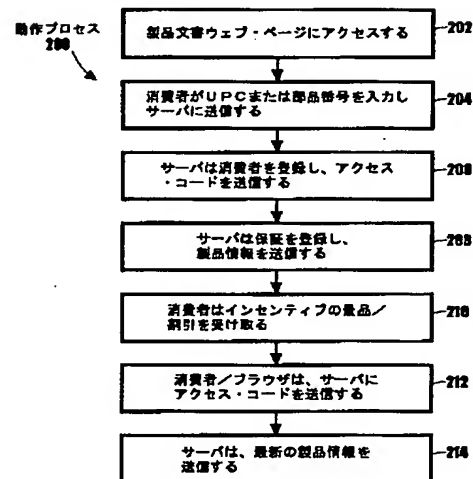 動作プロセス
200
製品文書ウェブ・ページにアクセスする
202
消費者がUPCまたは部品番号を入力し
サーバに送信する
204
サーバは消費者を登録し、アクセス
・コードを送信する
206
サーバは保証を登録し、
製品情報を送信する
208
消費者はインセンティブの景品/
割引を受け取る
210
消費者/ブラウザは、サーバに
アクセス・コードを送信する
212
サーバは、最新の製品情報を
送信する
214